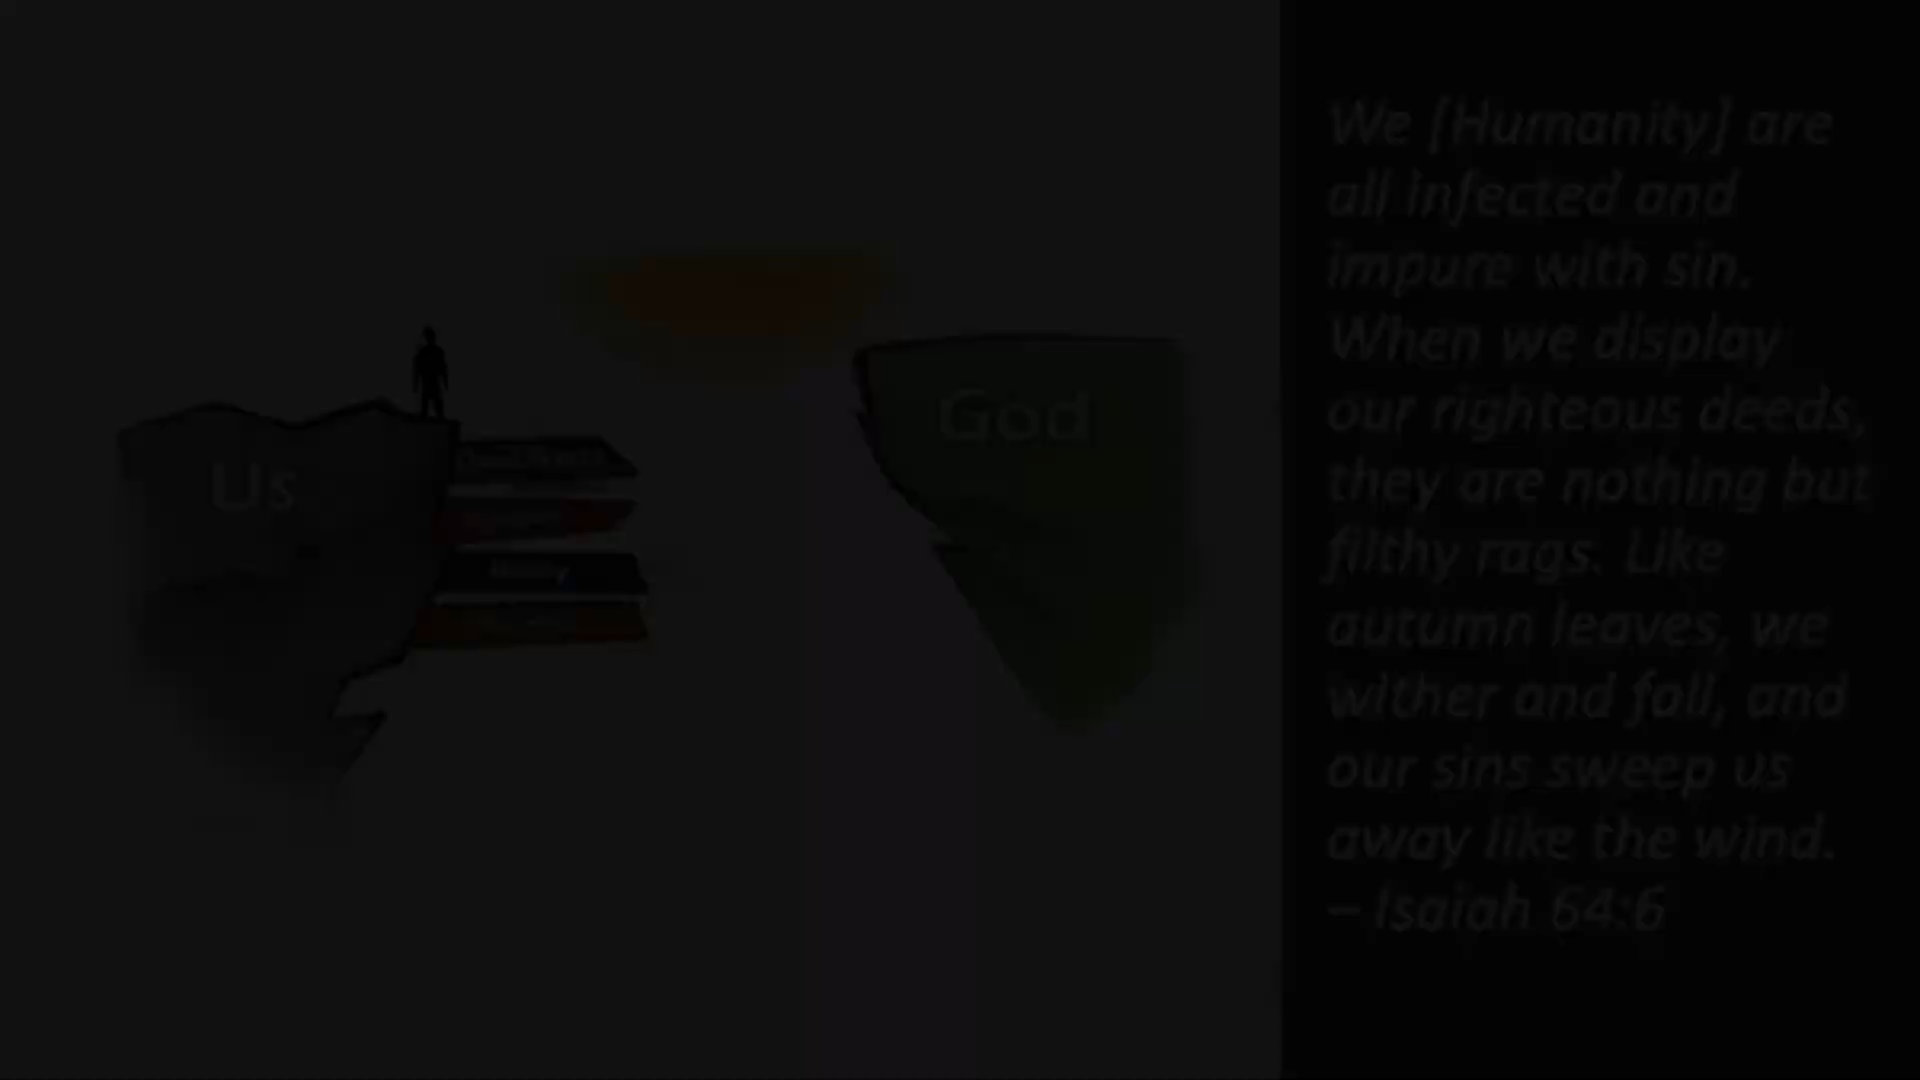 Us
God
We [Humanity] are
all infected and
impure with sin.
When we display
our righteous deeds,
they are nothing but
filthy rags. Like
autumn leaves, we
wither and fall, and
our sins sweep us
away like the wind.
– Isaiah 64:6